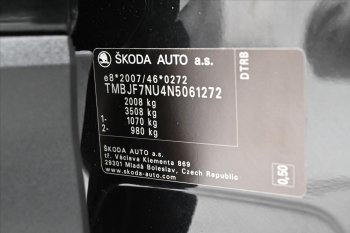 ŠKODA AUTO a.s.
e8*2007/46*0272
TMBJF7NU4N5061272
2008 kg
3508 kg
1- 1070 kg
2- 980 kg
DTRB
ŠKODA AUTO a.s.
tř. Václava Klementa 869
29301 Mladá Boleslav, Czech Republic
www.skoda-auto.com
0,50